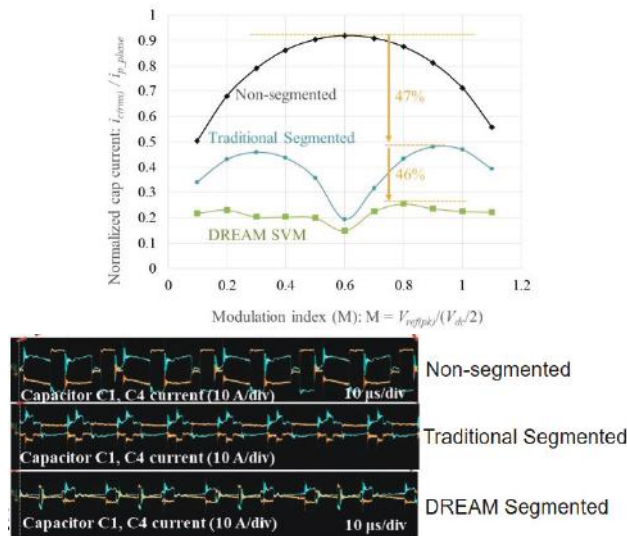 Normalized cap current: i_c(rms) / i_p_phase
1
0.9
0.8
0.7
0.6
0.5
0.4
0.3
0.2
0.1
0
Non-segmented
47%
Traditional Segmented
46%
DREAM SVM
0
0.2
0.4
0.6
0.8
1
1.2
Modulation index (M): M = V_ref(pk)/(V_dc/2)
Capacitor C1, C4 current (10 A/div) 10 μs/div
Non-segmented
Capacitor C1, C4 current (10 A/div) 10 μs/div
Traditional Segmented
Capacitor C1, C4 current (10 A/div) 10 μs/div
DREAM Segmented